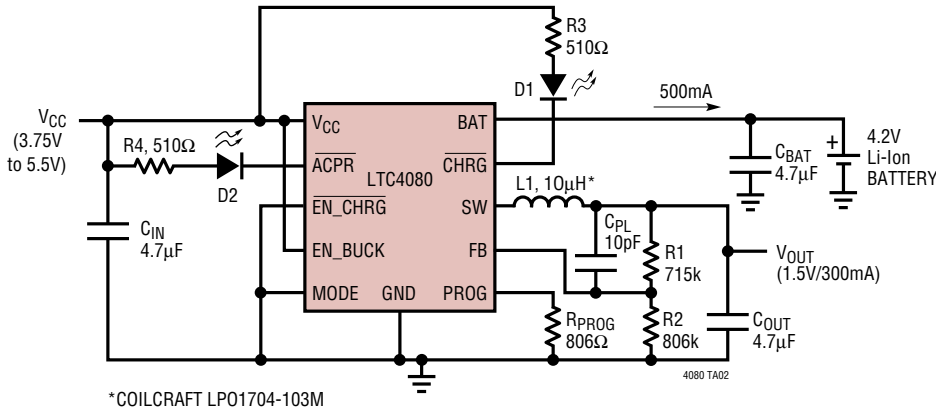 R3
510Ω
D1
500mA
VCC
(3.75V
to 5.5V)
R4, 510Ω
D2
VCC
BAT
ACPR
CHRG
LTC4080
EN_CHRG
SW
EN_BUCK
FB
MODE
GND
PROG
L1, 10µH*
CPL
10pF
R1
715k
CBAT
4.7µF
+
4.2V
Li-Ion
BATTERY
CIN
4.7µF
VOUT
(1.5V/300mA)
RPROG
806Ω
R2
806k
COUT
4.7µF
4080 TA02
*COILCRAFT LPO1704-103M